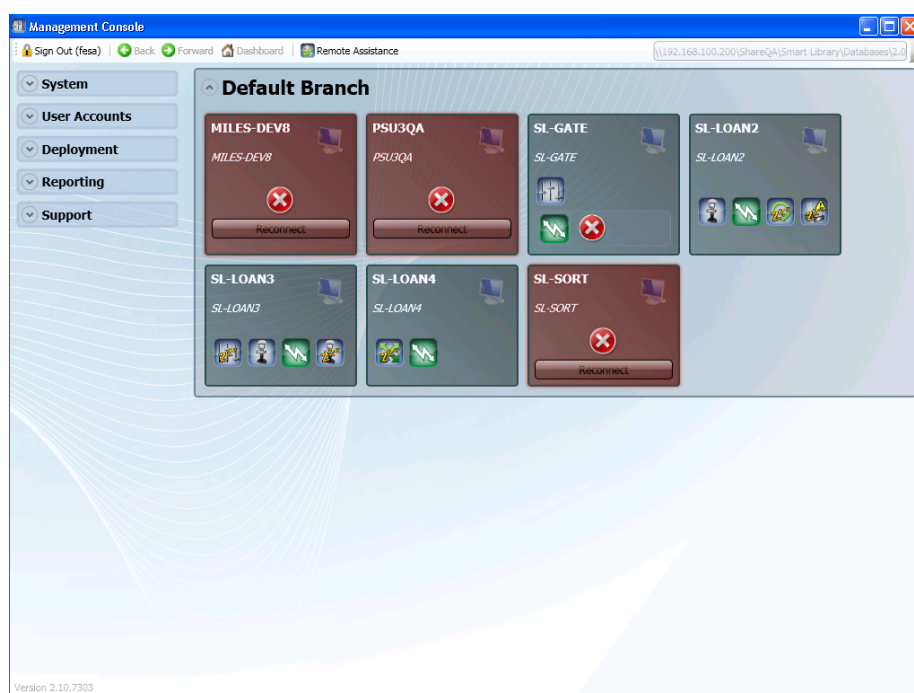 Management Console
Sign Out (fesa) Back Forward Dashboard Remote Assistance \\192.168.100.200\ShareQA\Smart Library\Databases\2.0
System
User Accounts
Deployment
Reporting
Support
Default Branch
MILES-DEV8
MILES-DEV8
Reconnect
PSU3QA
PSU3QA
Reconnect
SL-GATE
SL-GATE
SL-LOAN2
SL-LOAN2
SL-LOAN3
SL-LOAN3
SL-LOAN4
SL-LOAN4
SL-SORT
SL-SORT
Reconnect
Version 2.10.7303